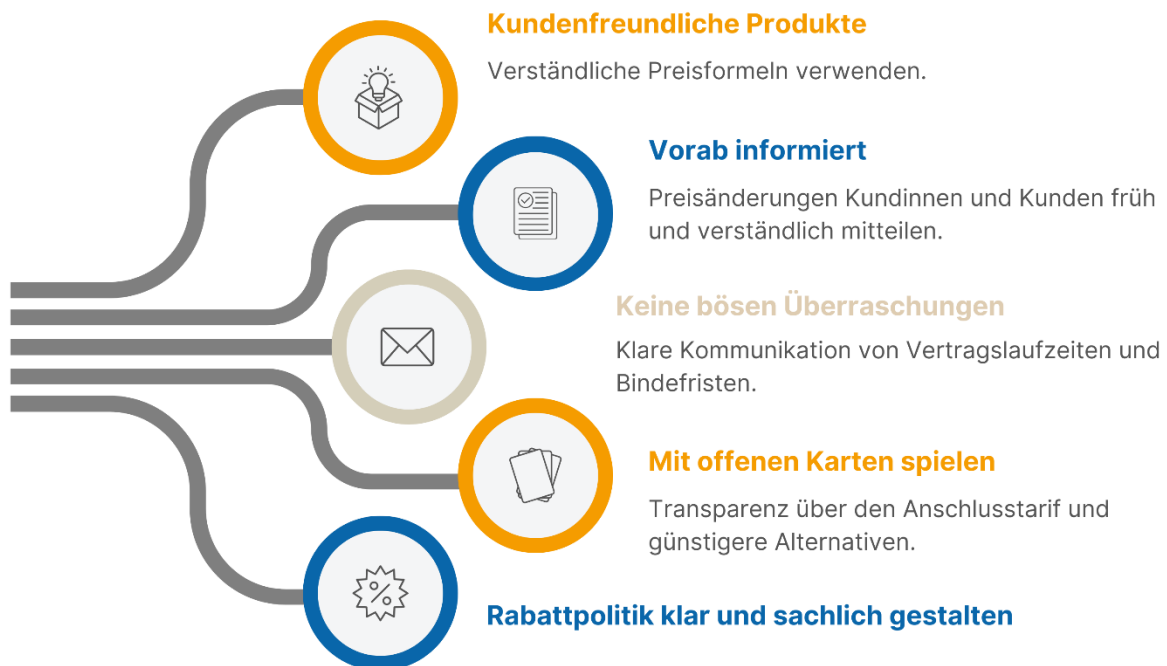 Kundenfreundliche Produkte
Verständliche Preisformeln verwenden.
Vorab informiert
Preisänderungen Kundinnen und Kunden früh
und verständlich mitteilen.
Keine bösen Überraschungen
Klare Kommunikation von Vertragslaufzeiten und
Bindefristen.
Mit offenen Karten spielen
Transparenz über den Anschlusstarif und
günstigere Alternativen.
Rabattpolitik klar und sachlich gestalten